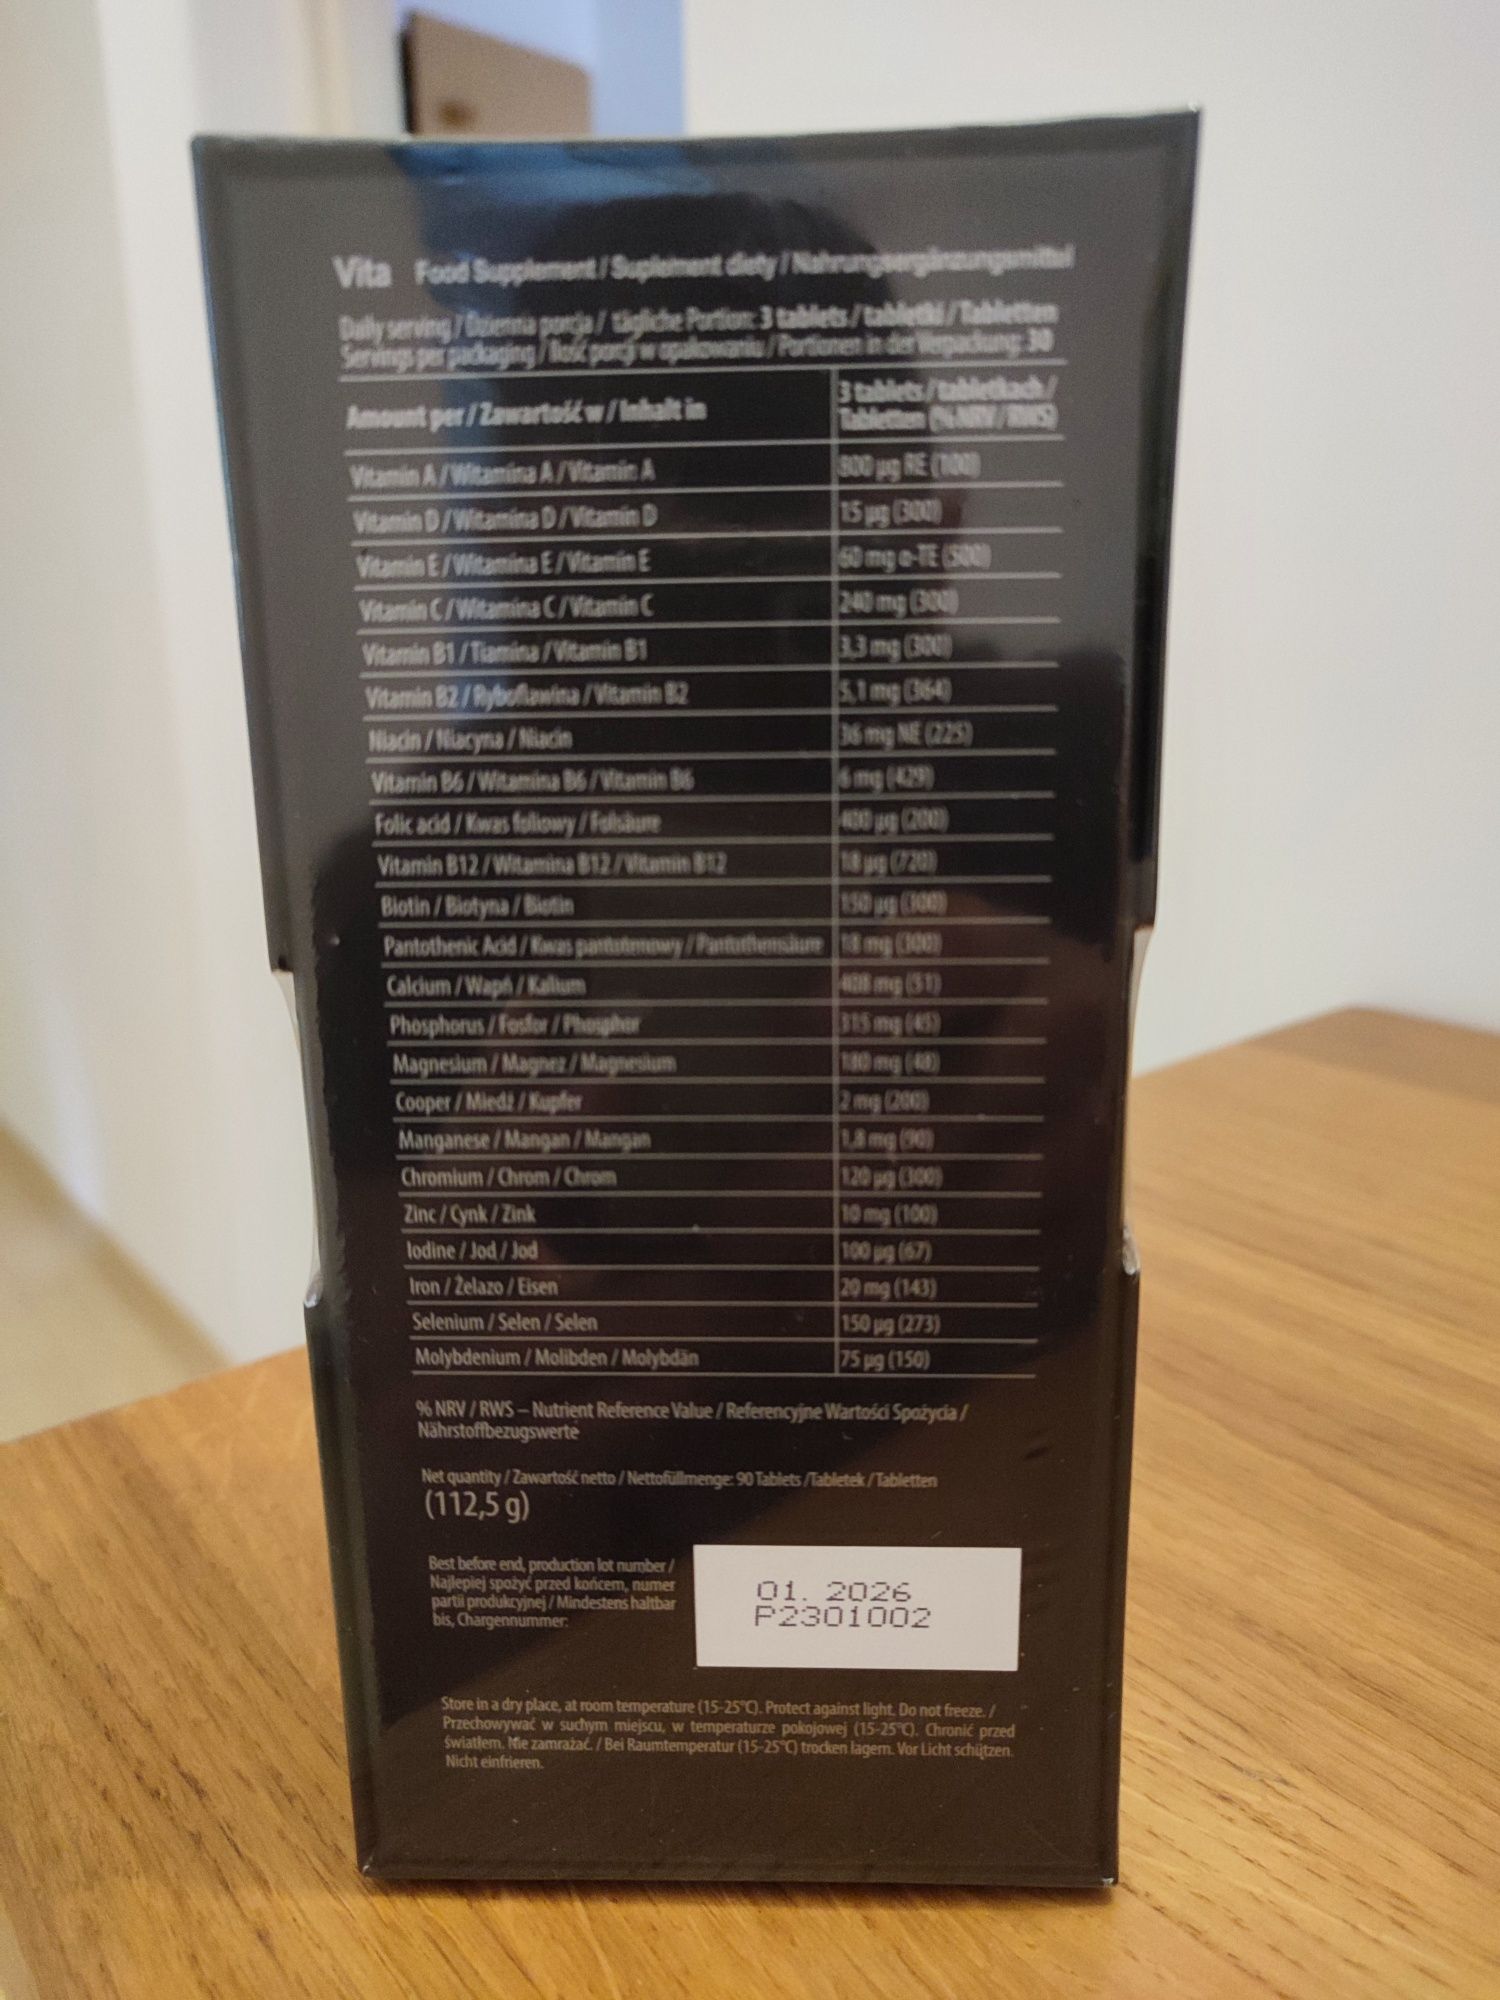 Vita Food Supplement / Suplement diety / Nahrungsergänzungsmittel
Daily serving / Dzienna porcja / tägliche Portion: 3 tablets / tabletki / Tabletten
Servings per packaging / Ilość porcji w opakowaniu / Portionen in der Verpackung: 30
Amount per / Zawartość w / Inhalt in
3 tablets / tabletkach /
Tabletten (% NRV / RWS)
Vitamin A / Witamina A / Vitamin A 800 µg RE (100)
Vitamin D / Witamina D / Vitamin D 15 µg (300)
Vitamin E / Witamina E / Vitamin E 60 mg α-TE (500)
Vitamin C / Witamina C / Vitamin C 240 mg (300)
Vitamin B1 / Tiamina / Vitamin B1 3,3 mg (300)
Vitamin B2 / Ryboflawina / Vitamin B2 5,1 mg (364)
Niacin / Niacyna / Niacin 36 mg NE (225)
Vitamin B6 / Witamina B6 / Vitamin B6 6 mg (429)
Folic acid / Kwas foliowy / Folsäure 400 µg (200)
Vitamin B12 / Witamina B12 / Vitamin B12 18 µg (720)
Biotin / Biotyna / Biotin 150 µg (300)
Pantothenic Acid / Kwas pantotenowy / Pantothensäure 18 mg (300)
Calcium / Wapń / Kalium 408 mg (51)
Phosphorus / Fosfor / Phosphor 315 mg (45)
Magnesium / Magnez / Magnesium 180 mg (48)
Cooper / Miedź / Kupfer 2 mg (200)
Manganese / Mangan / Mangan 1,8 mg (90)
Chromium / Chrom / Chrom 120 µg (300)
Zinc / Cynk / Zink 10 mg (100)
Iodine / Jod / Jod 100 µg (67)
Iron / Żelazo / Eisen 20 mg (143)
Selenium / Selen / Selen 150 µg (273)
Molybdenium / Molibden / Molybdän 75 µg (150)
% NRV / RWS – Nutrient Reference Value / Referencyjne Wartości Spożycia /
Nährstoffbezugswerte
Net quantity / Zawartość netto / Nettofüllmenge: 90 Tablets /Tabletek / Tabletten
(112,5 g)
Best before end, production lot number /
Najlepiej spożyć przed końcem, numer
partii produkcyjnej / Mindestens haltbar
bis, Chargennummer:
01. 2026
P2301002
Store in a dry place, at room temperature (15-25°C). Protect against light. Do not freeze. /
Przechowywać w suchym miejscu, w temperaturze pokojowej (15-25°C). Chronić przed
światłem. Nie zamrażać. / Bei Raumtemperatur (15-25°C) trocken lagern. Vor Licht schützen.
Nicht einfrieren.